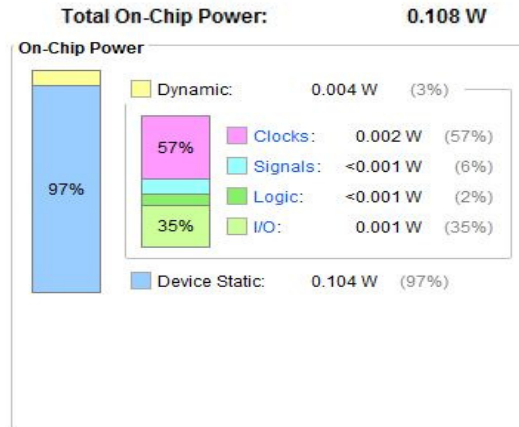 Total On-Chip Power: 0.108 W
On-Chip Power
Dynamic: 0.004 W (3%)
57% Clocks: 0.002 W (57%)
Signals: <0.001 W (6%)
97% Logic: <0.001 W (2%)
35% I/O: 0.001 W (35%)
Device Static: 0.104 W (97%)